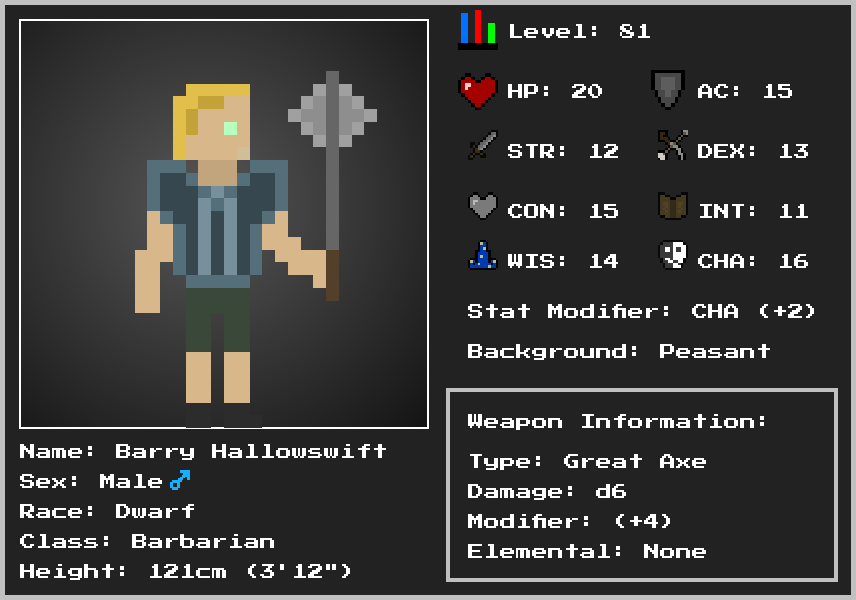 Level: 81
HP: 20
AC: 15
STR: 12
DEX: 13
CON: 15
INT: 11
WIS: 14
CHA: 16
Stat Modifier: CHA (+2)
Background: Peasant
Weapon Information:
Type: Great Axe
Damage: d6
Modifier: (+4)
Elemental: None
Name: Barry Hallowswift
Sex: Male ♂
Race: Dwarf
Class: Barbarian
Height: 121cm (3'12")